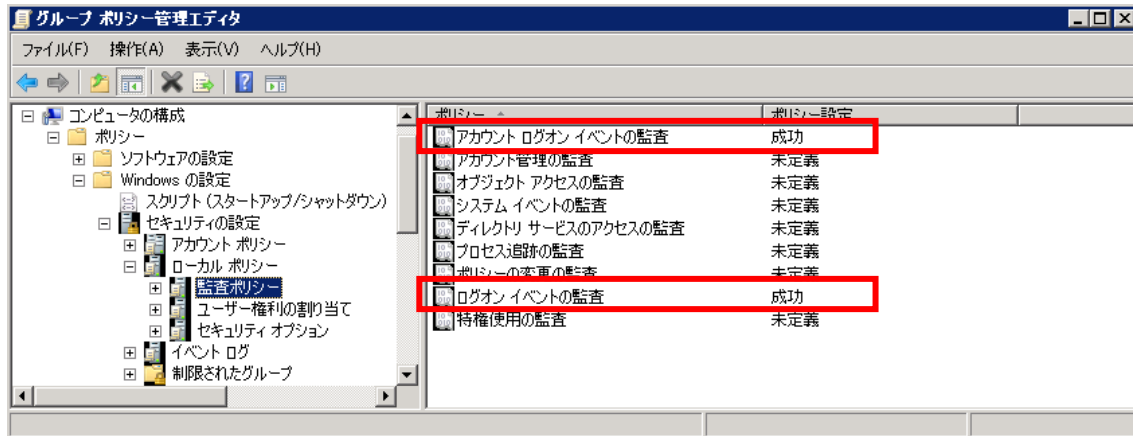 グループ ポリシー管理エディタ
ファイル(F) 操作(A) 表示(V) ヘルプ(H)
コンピュータの構成
ポリシー
ソフトウェアの設定
Windows の設定
スクリプト (スタートアップ/シャットダウン)
セキュリティの設定
アカウント ポリシー
ローカル ポリシー
監査ポリシー
ユーザー権利の割り当て
セキュリティ オプション
イベント ログ
制限されたグループ
ポリシー ポリシー設定
アカウント ログオン イベントの監査 成功
アカウント管理の監査 未定義
オブジェクト アクセスの監査 未定義
システム イベントの監査 未定義
ディレクトリ サービスのアクセスの監査 未定義
プロセス追跡の監査 未定義
ポリシーの変更の監査 未定義
ログオン イベントの監査 成功
特権使用の監査 未定義